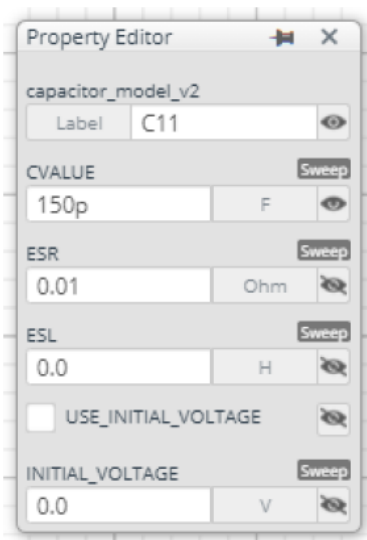 Property Editor
capacitor_model_v2
Label C11
CVALUE Sweep
150p F
ESR Sweep
0.01 Ohm
ESL Sweep
0.0 H
USE_INITIAL_VOLTAGE
INITIAL_VOLTAGE Sweep
0.0 V